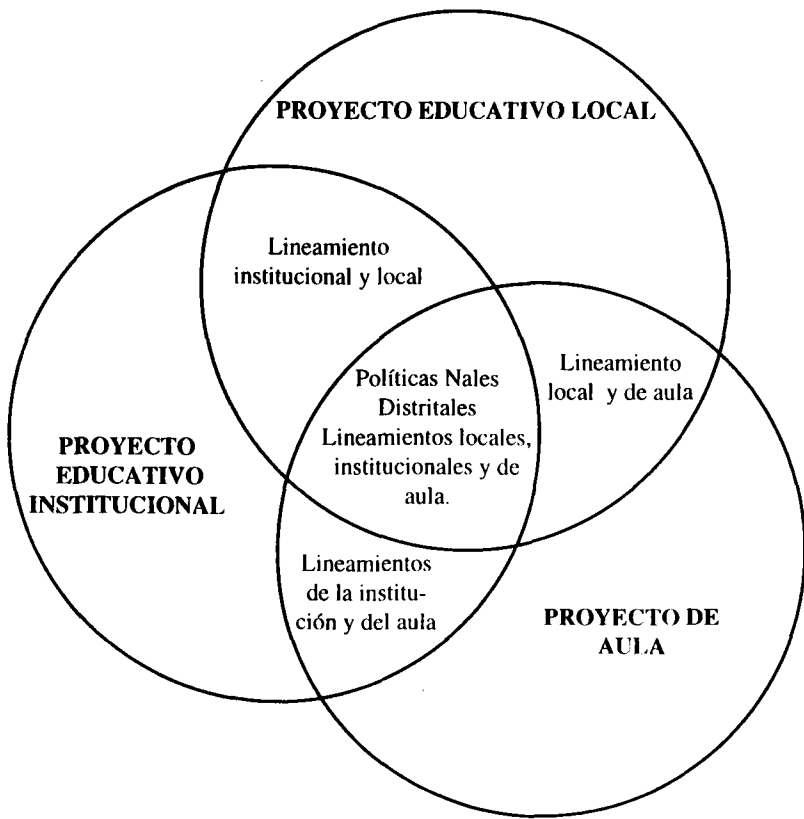 PROYECTO EDUCATIVO LOCAL
Lineamiento
institucional y local
Lineamiento
local y de aula
Políticas Nales
Distritales
Lineamientos locales,
institucionales y de
aula.
PROYECTO
EDUCATIVO
INSTITUCIONAL
Lineamientos
de la institu-
ción y del aula
PROYECTO DE
AULA